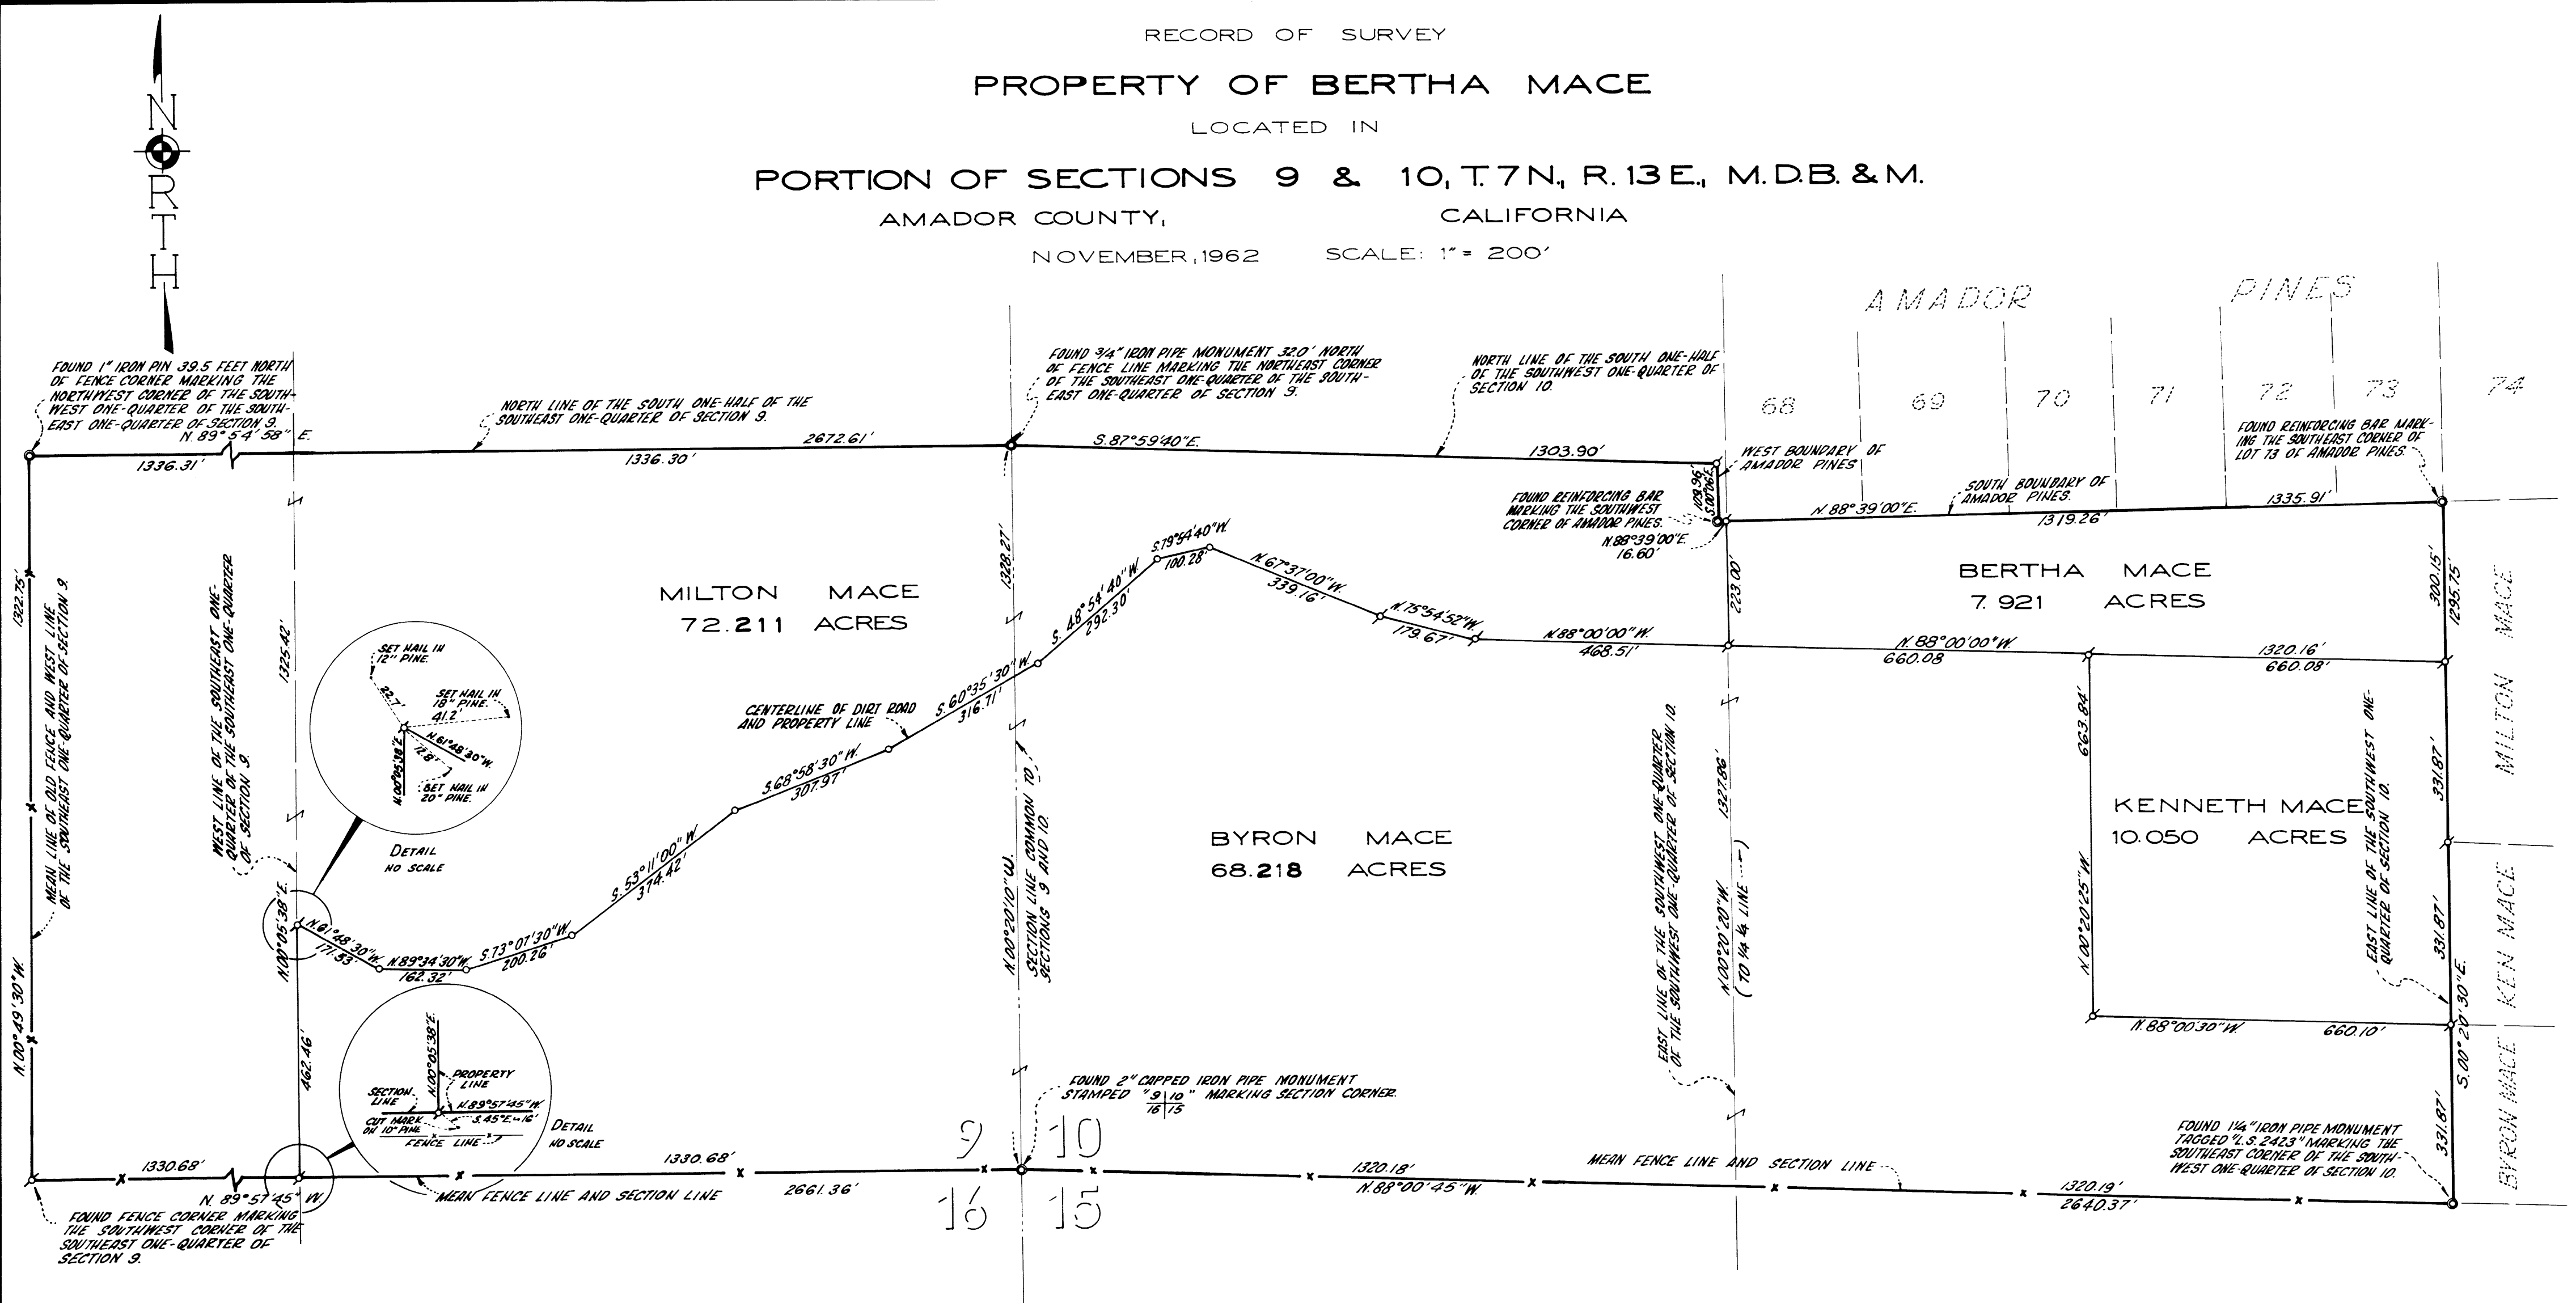 RECORD OF SURVEY
PROPERTY OF BERTHA MACE
LOCATED IN
PORTION OF SECTIONS 9 & 10, T. 7 N., R. 13 E., M. D. B. & M.
AMADOR COUNTY, CALIFORNIA
NOVEMBER, 1962 SCALE: 1" = 200'
NORTH
AMADOR PINES
68
69
70
71
72
73
74
FOUND 1" IRON PIN 39.5 FEET NORTH
OF FENCE CORNER MARKING THE
NORTHWEST CORNER OF THE SOUTH-
WEST ONE-QUARTER OF THE SOUTH-
EAST ONE-QUARTER OF SECTION 9.
N. 89° 54' 58" E.
NORTH LINE OF THE SOUTH ONE-HALF OF THE
SOUTHEAST ONE-QUARTER OF SECTION 9.
FOUND 3/4" IRON PIPE MONUMENT 32.0' NORTH
OF FENCE LINE MARKING THE NORTHEAST CORNER
OF THE SOUTHEAST ONE-QUARTER OF THE SOUTH-
EAST ONE-QUARTER OF SECTION 9.
NORTH LINE OF THE SOUTH ONE-HALF
OF THE SOUTHWEST ONE-QUARTER OF
SECTION 10.
1336.31'
1336.30'
2672.61'
S. 87° 59' 40" E.
1303.90'
WEST BOUNDARY OF
AMADOR PINES
109.96'
S. 00° 06' E.
FOUND REINFORCING BAR
MARKING THE SOUTHWEST
CORNER OF AMADOR PINES.
N. 88° 39' 00" E.
16.60'
N. 88° 39' 00" E.
1319.26'
SOUTH BOUNDARY OF
AMADOR PINES.
1335.91'
FOUND REINFORCING BAR MARK-
ING THE SOUTHEAST CORNER OF
LOT 73 OF AMADOR PINES.
1322.75'
N. 00° 49' 30" W.
MEAN LINE OF OLD FENCE AND WEST LINE
OF THE SOUTHEAST ONE-QUARTER OF SECTION 9.
WEST LINE OF THE SOUTHEAST ONE-
QUARTER OF THE SOUTHEAST ONE-QUARTER
OF SECTION 9.
1325.42'
N. 00° 05' 38" E.
462.46'
MILTON MACE
72.211 ACRES
SET NAIL IN
12" PINE.
22.7'
SET NAIL IN
18" PINE.
41.2'
N. 61° 48' 30" W.
12.8'
N. 00° 05' 38" E.
SET NAIL IN
20" PINE.
DETAIL
NO SCALE
N. 61° 48' 30" W.
171.53'
N. 89° 34' 30" W.
162.32'
S. 73° 07' 30" W.
200.26'
S. 53° 11' 00" W.
374.42'
S. 68° 58' 30" W.
307.97'
S. 60° 35' 30" W.
316.71'
S. 48° 54' 40" W.
292.30'
S. 79° 54' 40" W.
100.28'
N. 67° 37' 00" W.
339.16'
N. 75° 54' 52" W.
179.67'
N. 88° 00' 00" W.
468.51'
CENTERLINE OF DIRT ROAD
AND PROPERTY LINE
1328.27'
N. 00° 20' 10" W.
SECTION LINE COMMON TO
SECTIONS 9 AND 10.
BYRON MACE
68.218 ACRES
223.00'
1327.86'
N. 00° 20' 20" W.
(TO 1/4 1/4 LINE)
EAST LINE OF THE SOUTHWEST ONE-QUARTER
OF THE SOUTHWEST ONE-QUARTER OF SECTION 10.
BERTHA MACE
7.921 ACRES
N. 88° 00' 00" W.
660.08
1320.16'
660.08'
300.15'
1295.75'
663.84'
N. 00° 20' 25" W.
KENNETH MACE
10.050 ACRES
EAST LINE OF THE SOUTHWEST ONE-
QUARTER OF SECTION 10.
331.87'
331.87'
331.87'
S. 00° 20' 30" E.
N. 88° 00' 30" W.
660.10'
MILTON MACE
KEN MACE
BYRON MACE
N. 00° 05' 38" E.
PROPERTY
LINE
SECTION
LINE
N. 89° 57' 45" W.
CUT MARK
ON 10" PINE
S. 45° E. - 16'
FENCE LINE
DETAIL
NO SCALE
FOUND 2" CAPPED IRON PIPE MONUMENT
STAMPED "9|10 16|15" MARKING SECTION CORNER.
9 10
16 15
1330.68'
N. 89° 57' 45" W.
1330.68'
2661.36'
MEAN FENCE LINE AND SECTION LINE
1320.18'
N. 88° 00' 45" W.
MEAN FENCE LINE AND SECTION LINE
1320.19'
2640.37'
FOUND 1 1/4" IRON PIPE MONUMENT
TAGGED "L.S. 2423" MARKING THE
SOUTHEAST CORNER OF THE SOUTH-
WEST ONE-QUARTER OF SECTION 10.
FOUND FENCE CORNER MARKING
THE SOUTHWEST CORNER OF THE
SOUTHEAST ONE-QUARTER OF
SECTION 9.